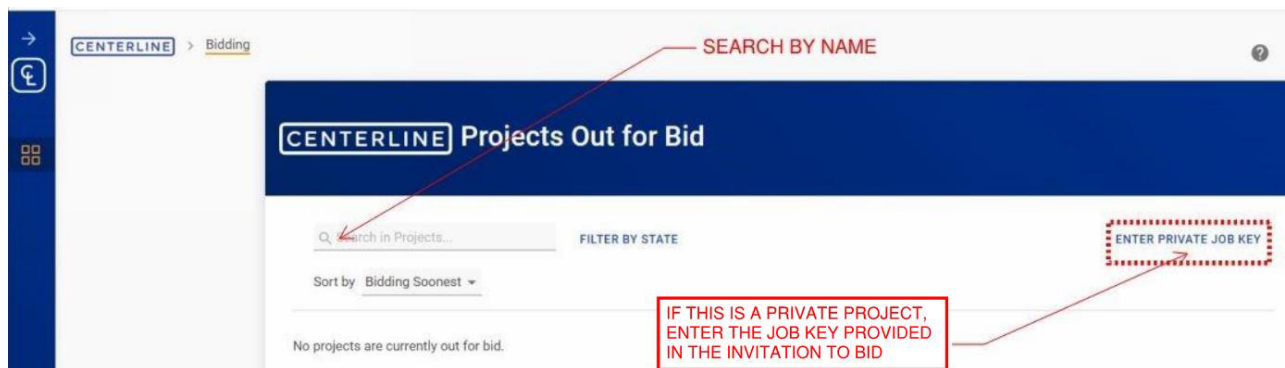 CENTERLINE > Bidding
SEARCH BY NAME
CENTERLINE Projects Out for Bid
Search in Projects...
FILTER BY STATE
ENTER PRIVATE JOB KEY
Sort by Bidding Soonest
IF THIS IS A PRIVATE PROJECT,
ENTER THE JOB KEY PROVIDED
IN THE INVITATION TO BID
No projects are currently out for bid.